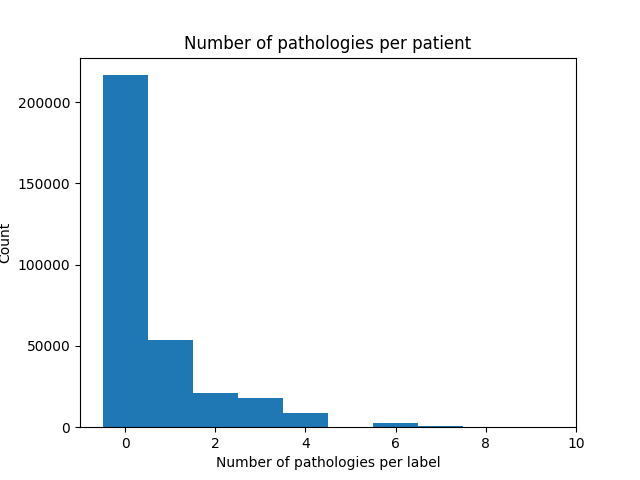 Number of pathologies per patient
Count
200000
150000
100000
50000
0
0 2 4 6 8 10
Number of pathologies per label